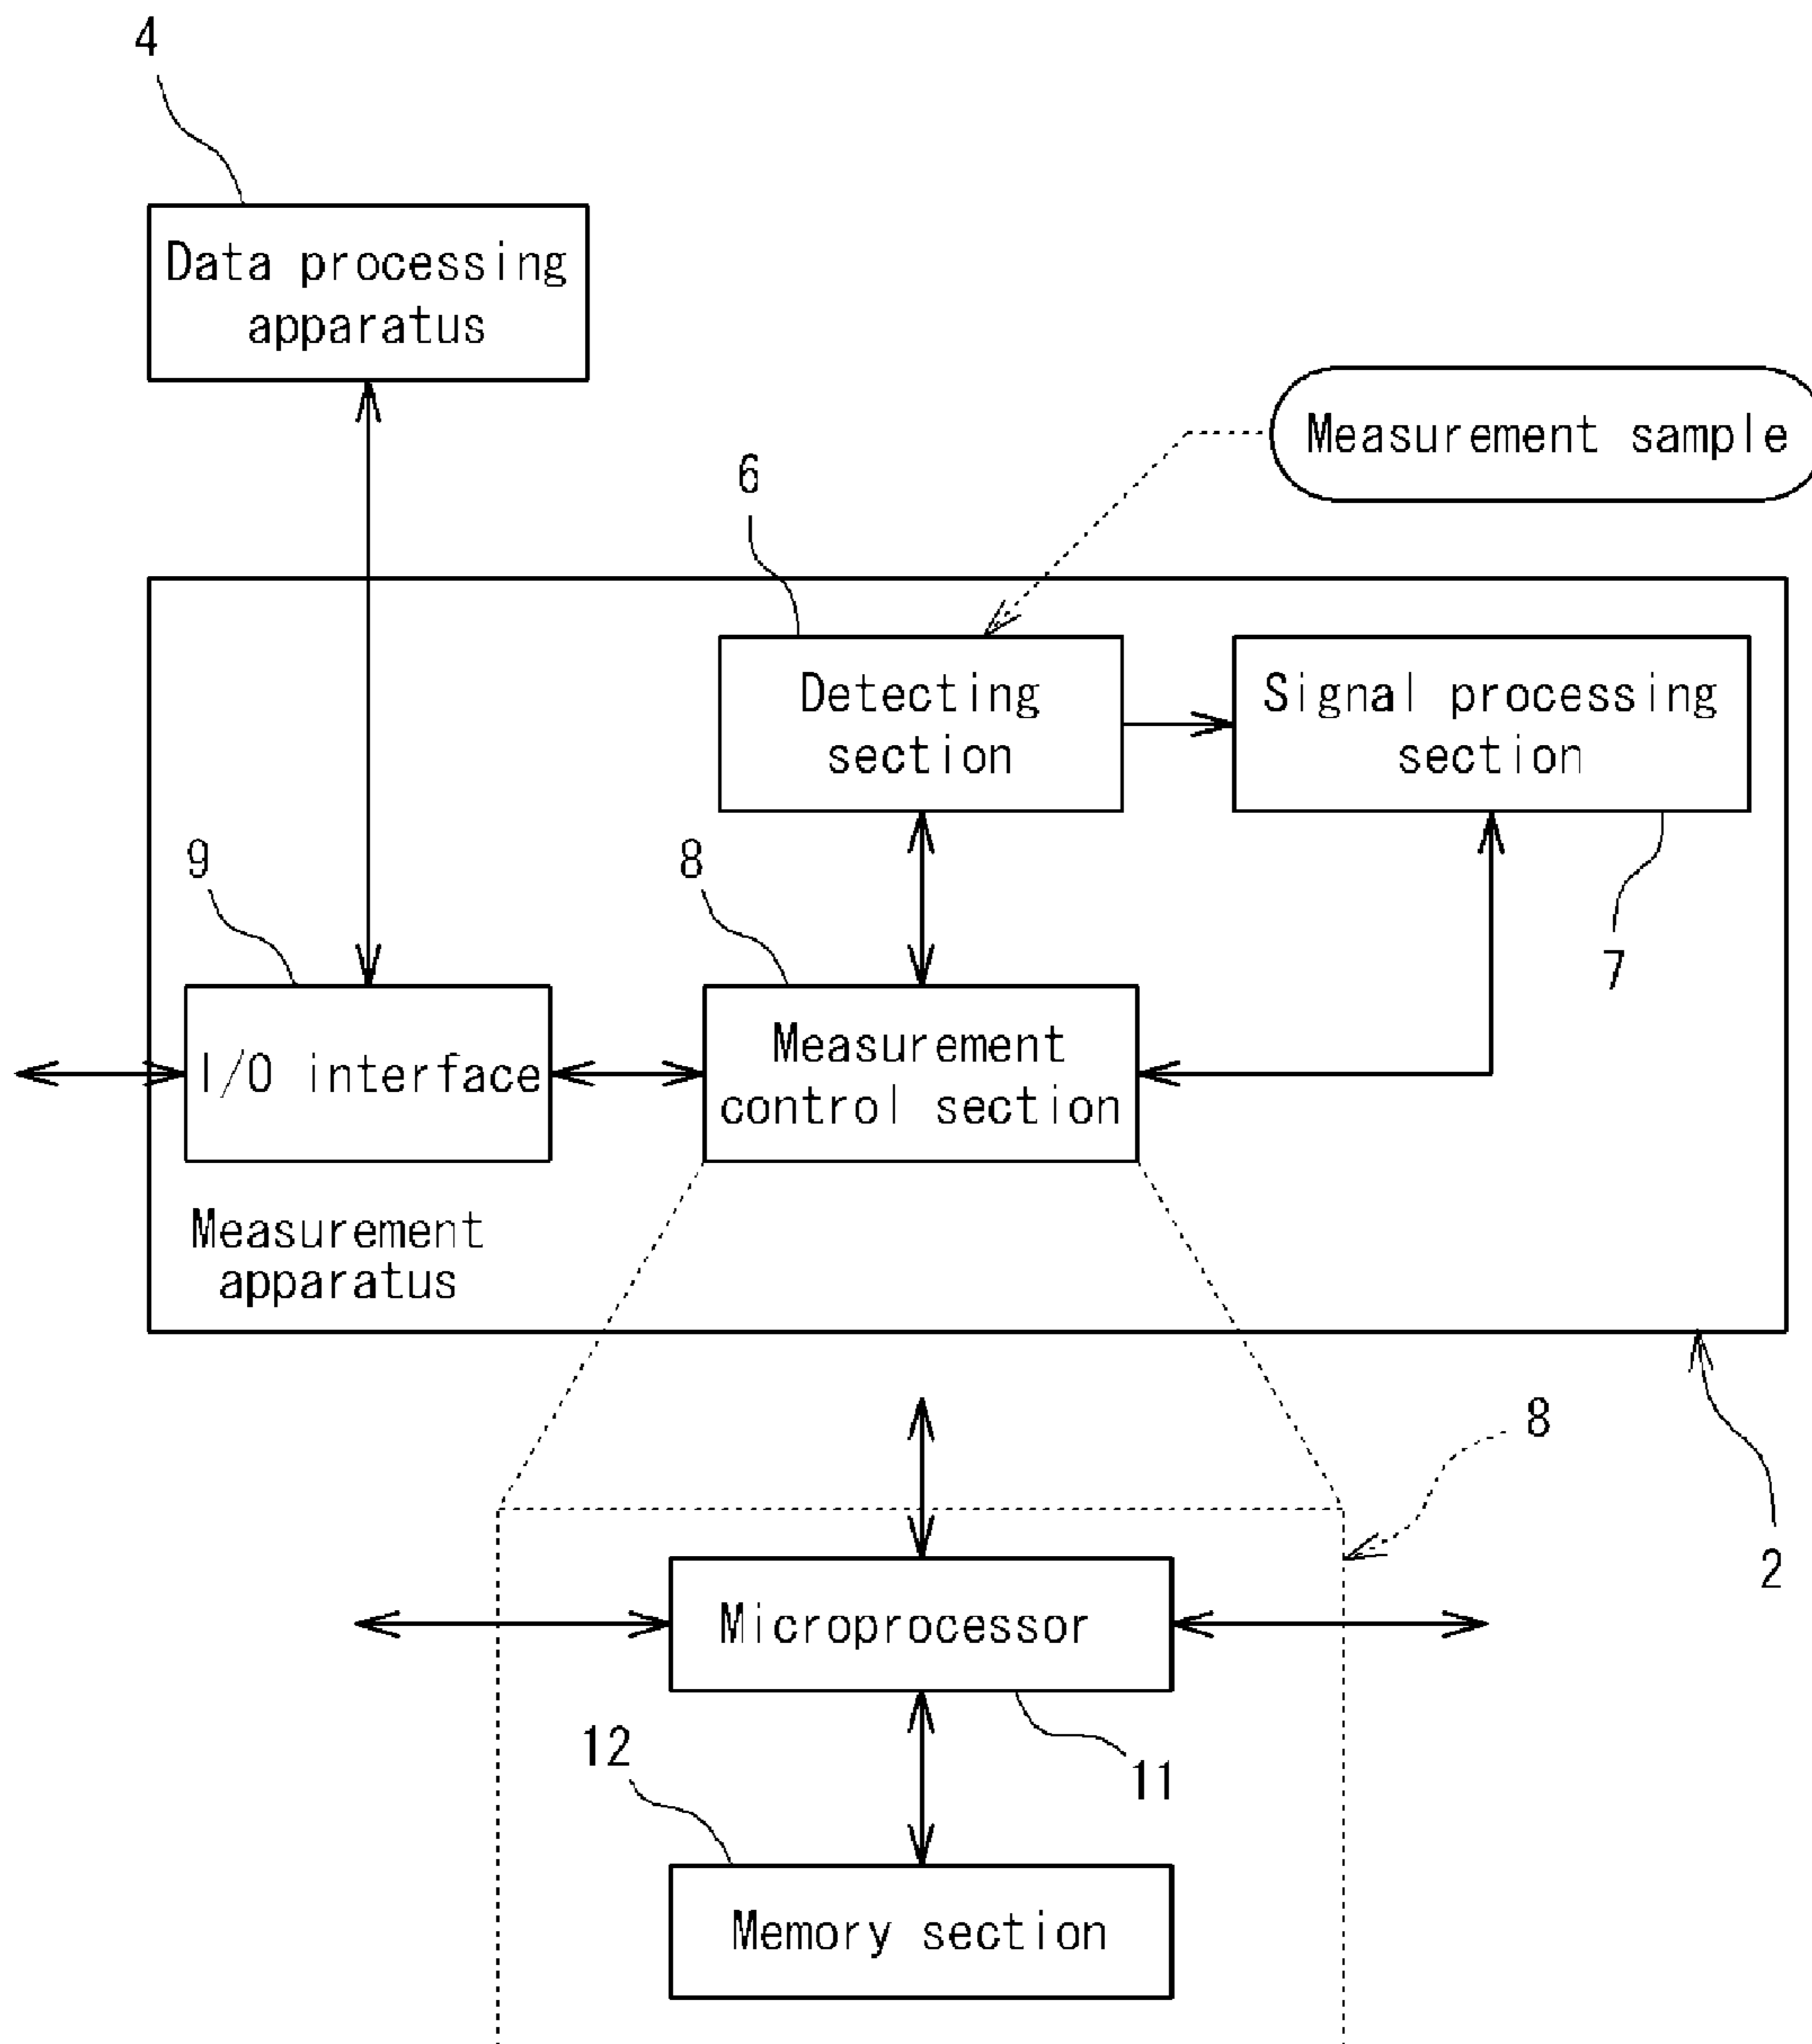 4
Data processing
apparatus
Measurement sample
6
Detecting
section
Signal processing
section
9
8
7
I/O interface
Measurement
control section
Measurement
apparatus
8
2
Microprocessor
12
11
Memory section